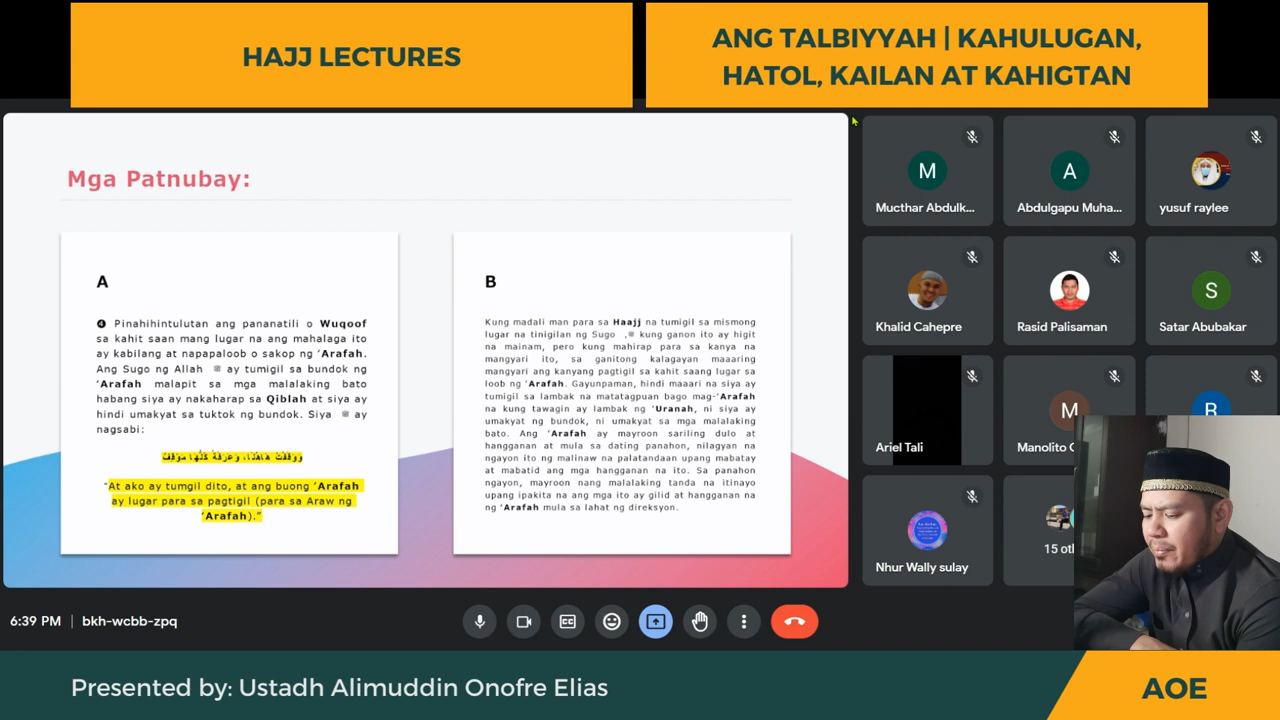 HAJJ LECTURES
ANG TALBIYYAH | KAHULUGAN,
HATOL, KAILAN AT KAHIGTAN
Mga Patnubay:
A
❹ Pinahihintulutan ang pananatili o Wuqoof
sa kahit saan mang lugar na ang mahalaga ito
ay kabilang at napapaloob o sakop ng ‘Arafah.
Ang Sugo ng Allah ﷺ ay tumigil sa bundok ng
‘Arafah malapit sa mga malalaking bato
habang siya ay nakaharap sa Qiblah at siya ay
hindi umakyat sa tuktok ng bundok. Siya ﷺ ay
nagsabi:
وَوَقَفْتُ هَاهُنَا، وَعَرَفَةُ كُلُّهَا مَوْقِفٌ
“At ako ay tumgil dito, at ang buong ‘Arafah
ay lugar para sa pagtigil (para sa Araw ng
‘Arafah).”
B
Kung madali man para sa Haajj na tumigil sa mismong
lugar na tinigilan ng Sugo ,ﷺ kung ganon ito ay higit
na mainam, pero kung mahirap para sa kanya na
mangyari ito, sa ganitong kalagayan maaaring
mangyari ang kanyang pagtigil sa kahit saang lugar sa
loob ng ‘Arafah. Gayunpaman, hindi maaari na siya ay
tumigil sa lambak na matatagpuan bago mag-‘Arafah
na kung tawagin ay lambak ng ‘Uranah, ni siya ay
umakyat ng bundok, ni umakyat sa mga malalaking
bato. Ang ‘Arafah ay mayroon sariling dulo at
hangganan at mula sa dating panahon, nilagyan na
ngayon ito ng malinaw na palatandaan upang mabatay
at mabatid ang mga hangganan na ito. Sa panahon
ngayon, mayroon nang malalaking tanda na itinayo
upang ipakita na ang mga ito ay gilid at hangganan na
ng ‘Arafah mula sa lahat ng direksyon.
M
Mucthar Abdulk...
A
Abdulgapu Muha...
yusuf raylee
Khalid Cahepre
Rasid Palisaman
S
Satar Abubakar
Ariel Tali
M
Manolito
R
Nhur Wally sulay
15
6:39 PM | bkh-wcbb-zpq
Presented by: Ustadh Alimuddin Onofre Elias
AOE